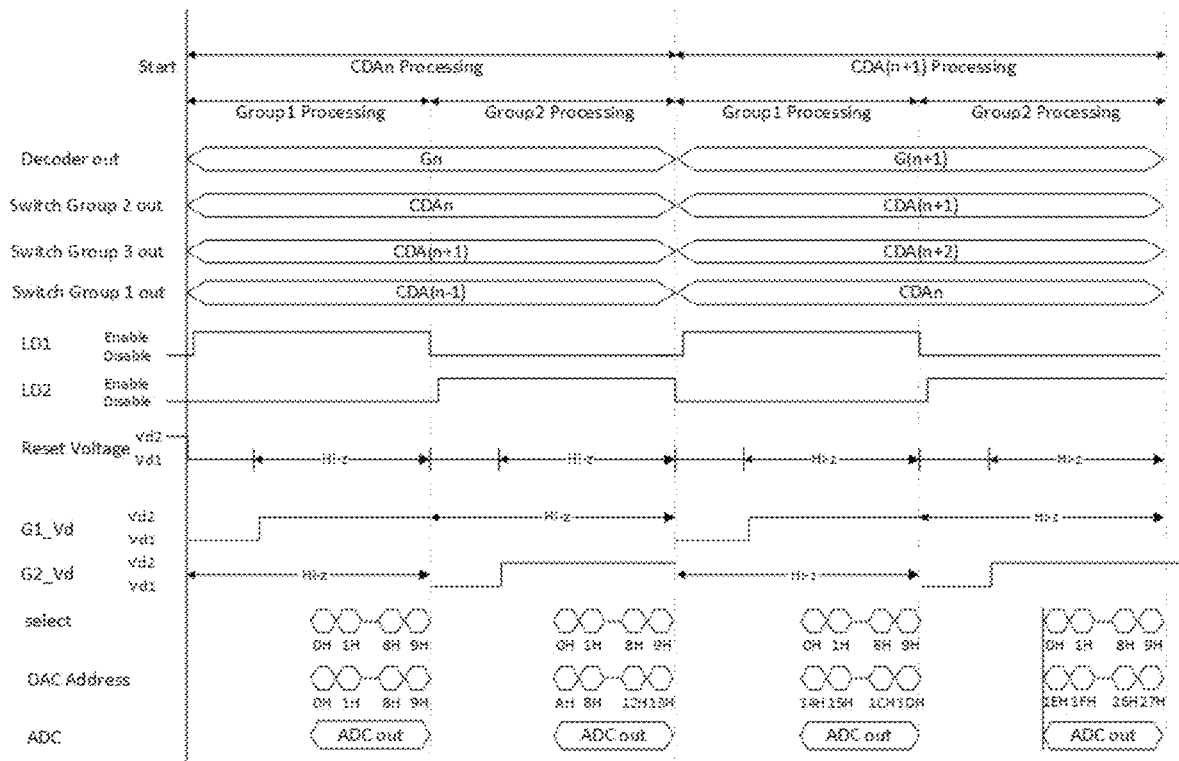 Start CDAn Processing CDA(n+1) Processing
Group1 Processing Group2 Processing Group1 Processing Group2 Processing
Decoder out Gn G(n+1)
Switch Group 2 out CDAn CDA(n+1)
Switch Group 3 out CDA(n+1) CDA(n+2)
Switch Group 1 out CDA(n-1) CDAn
LD1 Enable
Disable
LD2 Enable
Disable
Reset Voltage Vd2
Vd1 Hi-z Hi-z Hi-z Hi-z
G1_Vd Vd2 Hi-z Hi-z
Vd1
G2_Vd Vd2 Hi-z Hi-z
Vd1
select
0H 1H 8H 9H 0H 1H 8H 9H 0H 1H 8H 9H 0H 1H 8H 9H
DAC Address
0H 1H 8H 9H AH BH 12H 13H 14H 15H 1CH 1DH 1EH 1FH 26H 27H
ADC ADC out ADC out ADC out ADC out